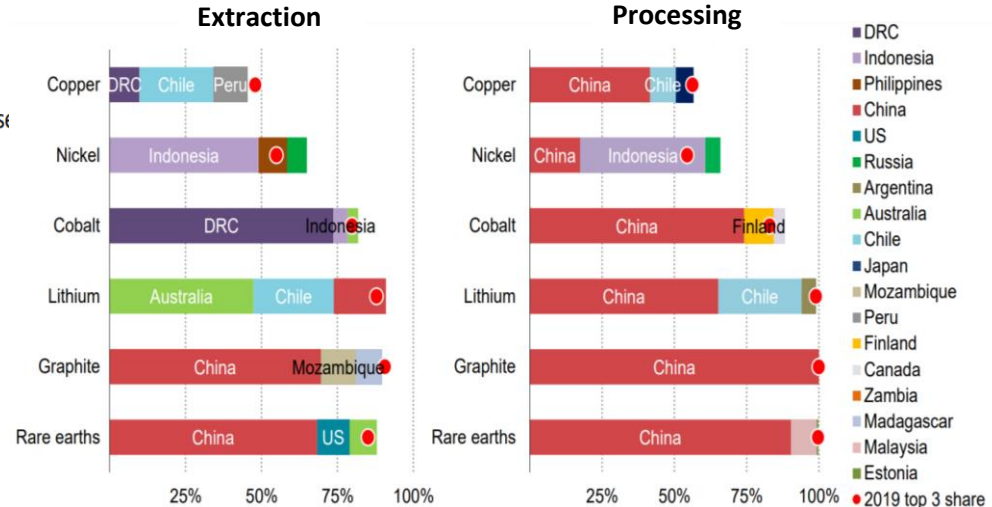 Extraction
Processing
Copper
DRC
Chile
Peru
Nickel
Indonesia
Cobalt
DRC
Indonesia
Lithium
Australia
Chile
Graphite
China
Mozambique
Rare earths
China
US
25%
50%
75%
100%
Copper
China
Chile
Nickel
China
Indonesia
Cobalt
China
Finland
Lithium
China
Chile
Graphite
China
Rare earths
China
25%
50%
75%
100%
DRC
Indonesia
Philippines
China
US
Russia
Argentina
Australia
Chile
Japan
Mozambique
Peru
Finland
Canada
Zambia
Madagascar
Malaysia
Estonia
2019 top 3 share